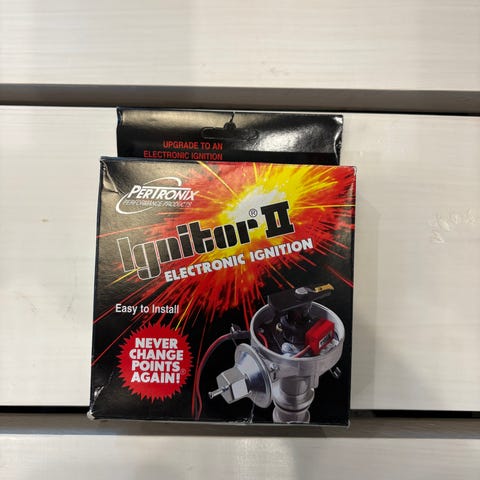 UPGRADE TO AN
ELECTRONIC IGNITION
PERTRONIX
PERFORMANCE PRODUCTS
Ignitor® II
ELECTRONIC IGNITION
Easy to Install
NEVER
CHANGE
POINTS
AGAIN!®